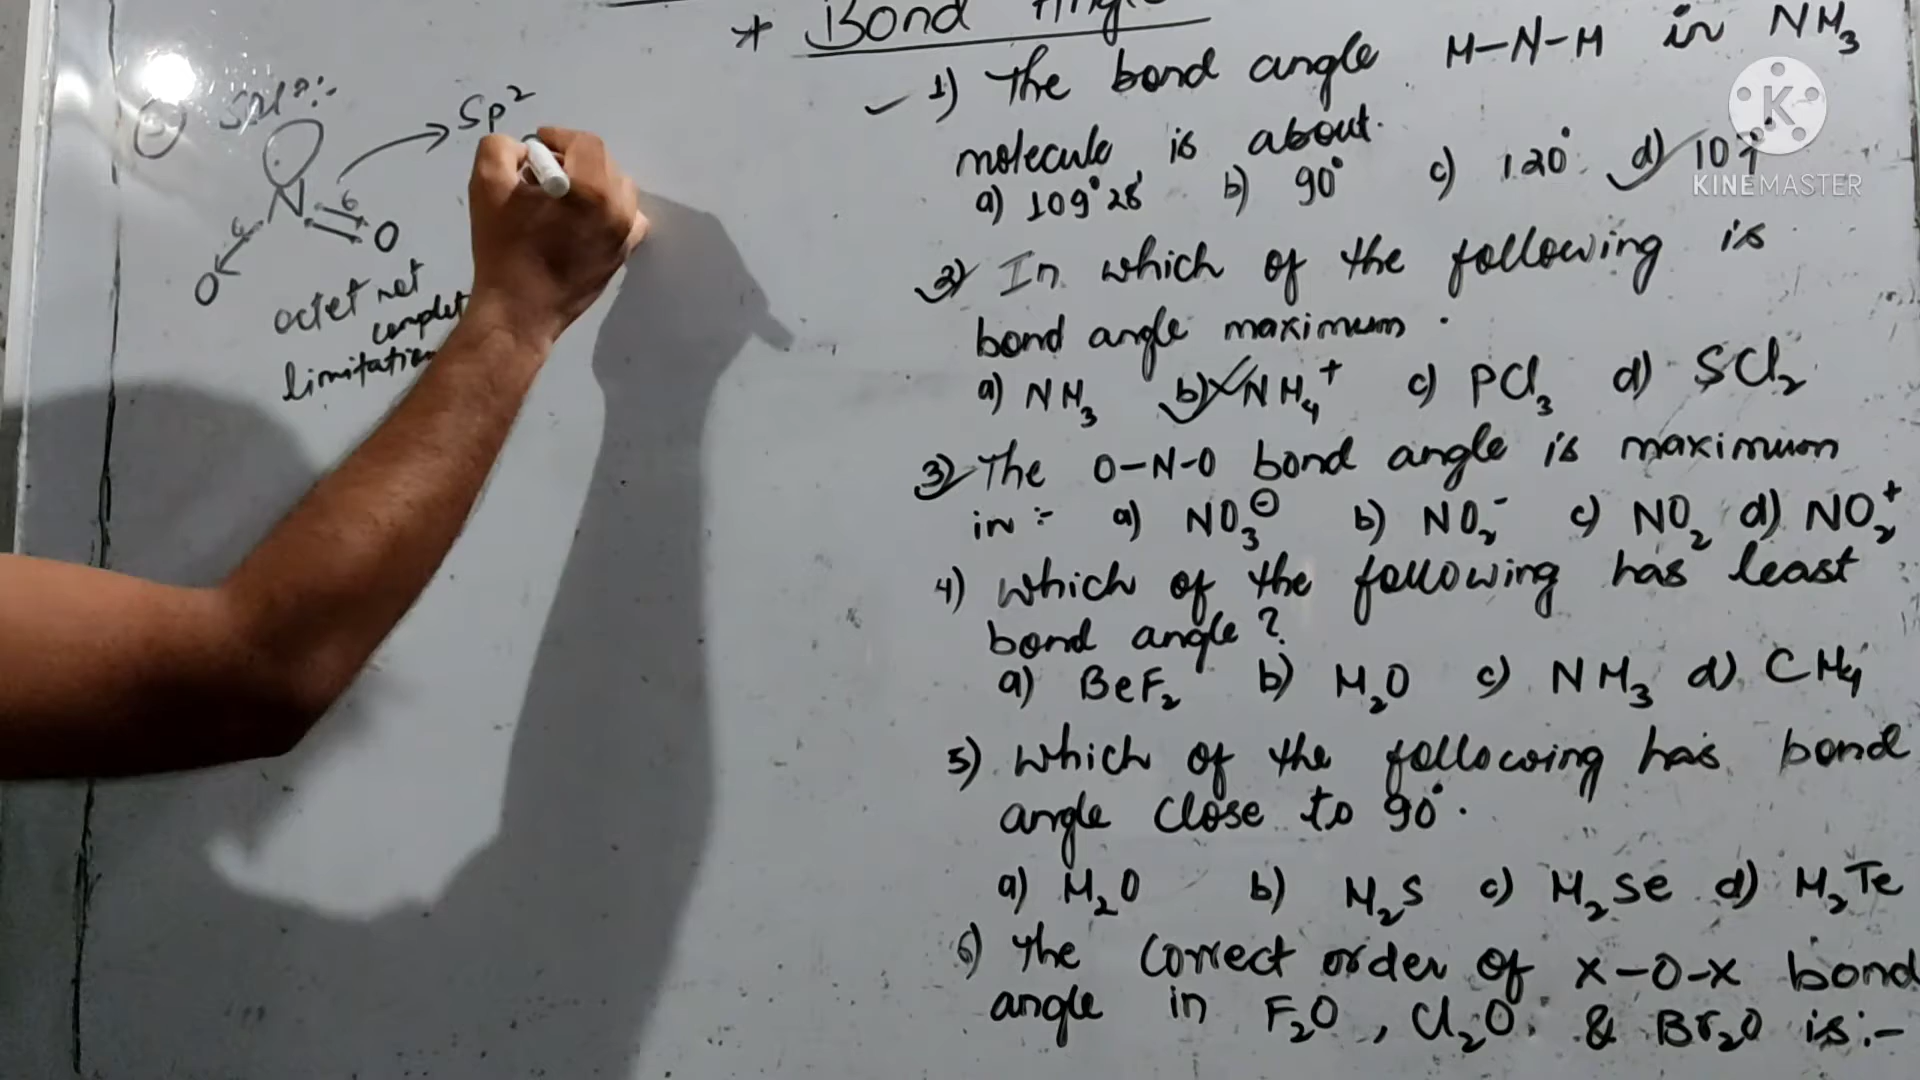 * Bond Angle
1) The bond angle H-N-H in NH3
molecule is about.
a) 109°28' b) 90° c) 120° d) 107°
2) In which of the following is
bond angle maximum.
a) NH3 b) NH4+ c) PCl3 d) SCl2
3) The O-N-O bond angle is maximum
in :- a) NO3⊖ b) NO2- c) NO2 d) NO2+
4) which of the following has least
bond angle?
a) BeF2 b) H2O c) NH3 d) CH4
5) which of the following has bond
angle close to 90°.
a) H2O b) H2S c) H2Se d) H2Te
6) The correct order of x-O-x bond
angle in F2O, Cl2O. & Br2O is:-
Sol^n:-
Sp2
N
6 6
O O
octet not
complet
limitation
K
KINEMASTER